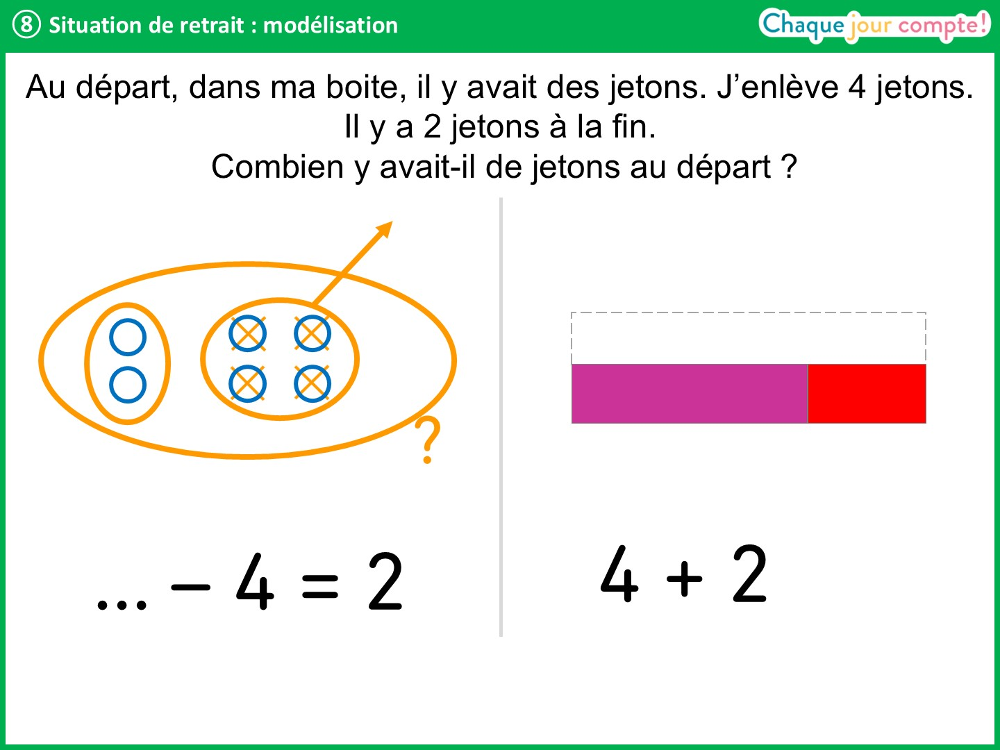 ⑧ Situation de retrait : modélisation
Chaque jour compte!
Au départ, dans ma boite, il y avait des jetons. J’enlève 4 jetons.
Il y a 2 jetons à la fin.
Combien y avait-il de jetons au départ ?
?
... – 4 = 2
4 + 2